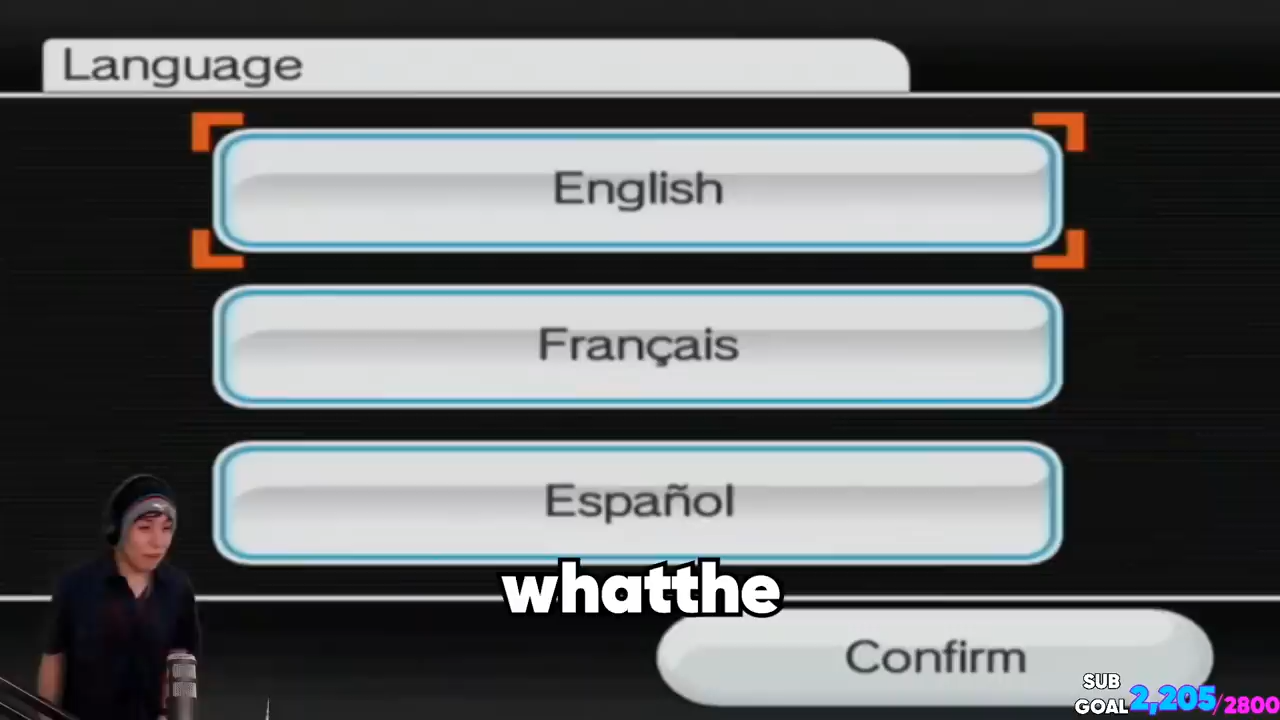 Language
English
Français
Español
whatthe
Confirm
SUB
GOAL 2,205/2800